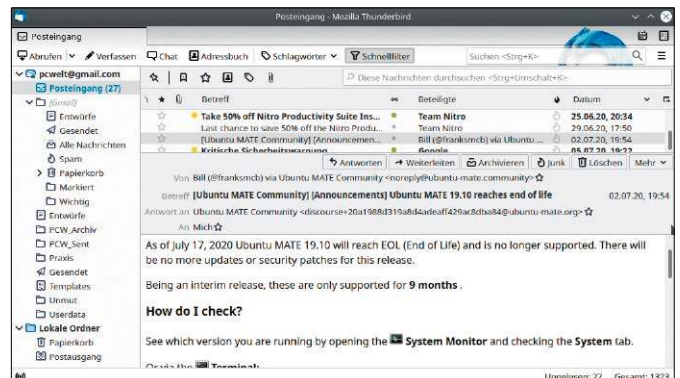 Posteingang - Mozilla Thunderbird
Posteingang
Abrufen Verfassen Chat Adressbuch Schlagwörter Schnellfilter Suchen <Strg+K>
pcwelt@gmail.com
Diese Nachrichten durchsuchen <Strg+Umschalt+K>
Posteingang (27)
Betreff Beteiligte Datum
[Gmail]
Take 50% off Nitro Productivity Suite Ins... Team Nitro 25.06.20, 20:34
Entwürfe
Last chance to save 50% off the Nitro Produ... Team Nitro 29.06.20, 17:50
Gesendet
[Ubuntu MATE Community] [Announcemen... Bill (@franksmcb) via Ubuntu ... 02.07.20, 19:54
Alle Nachrichten
Kritische Sicherheitswarnung Google 05.07.20, 19:22
Spam
Antworten Weiterleiten Archivieren Junk Löschen Mehr
Papierkorb
Von Bill (@franksmcb) via Ubuntu MATE Community <noreply@ubuntu-mate.community>
Markiert
Betreff [Ubuntu MATE Community] [Announcements] Ubuntu MATE 19.10 reaches end of life 02.07.20, 19:54
Wichtig
Antwort an Ubuntu MATE Community <discourse+20a1988d319a8d4adeaff429ac8dba84@ubuntu-mate.org>
Entwürfe
An Mich
PCW_Archiv
PCW_Sent
As of July 17, 2020 Ubuntu MATE 19.10 will reach EOL (End of Life) and is no longer supported. There will
Praxis
be no more updates or security patches for this release.
Gesendet
Templates
Being an interim release, these are only supported for 9 months .
Unmut
Userdata
How do I check?
Lokale Ordner
Papierkorb
See which version you are running by opening the System Monitor and checking the System tab.
Postausgang
Or via the Terminal:
Ungelesen: 27 Gesamt: 1323